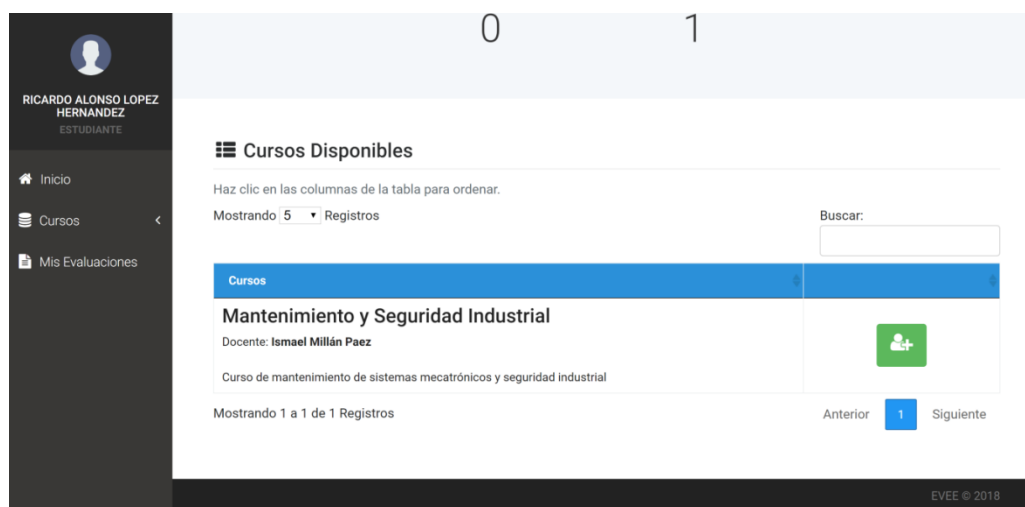 0 1
RICARDO ALONSO LOPEZ
HERNANDEZ
ESTUDIANTE
Inicio
Cursos
Mis Evaluaciones
Cursos Disponibles
Haz clic en las columnas de la tabla para ordenar.
Mostrando 5 Registros
Buscar:
Cursos
Mantenimiento y Seguridad Industrial
Docente: Ismael Millán Paez
Curso de mantenimiento de sistemas mecatrónicos y seguridad industrial
Mostrando 1 a 1 de 1 Registros
Anterior 1 Siguiente
EVEE © 2018